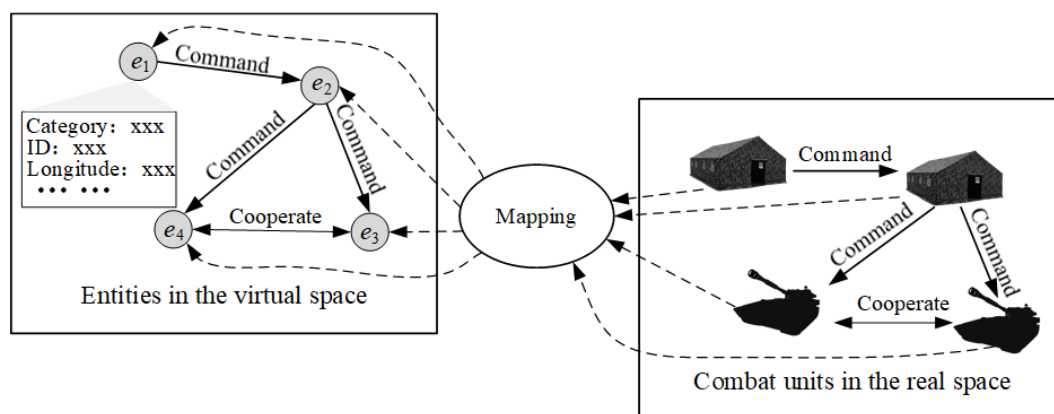 e1
Command
e2
Category：xxx
ID：xxx
Longitude：xxx
... ...
Command
Command
e4
Cooperate
e3
Entities in the virtual space
Mapping
Command
Command
Command
Cooperate
Combat units in the real space